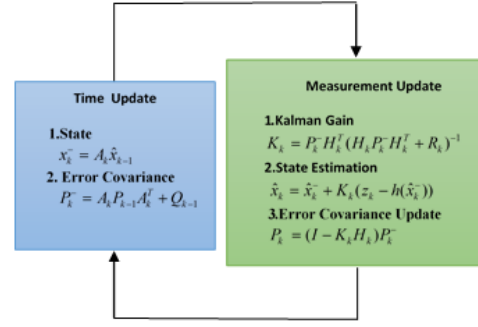 Time Update
1.State
x_k^- = A_k x̂_{k-1}
2. Error Covariance
P_k^- = A_k P_{k-1} A_k^T + Q_{k-1}
Measurement Update
1.Kalman Gain
K_k = P_k^- H_k^T (H_k P_k^- H_k^T + R_k)^{-1}
2.State Estimation
x̂_k = x̂_k^- + K_k (z_k - h(x̂_k^-))
3.Error Covariance Update
P_k = (I - K_k H_k) P_k^-